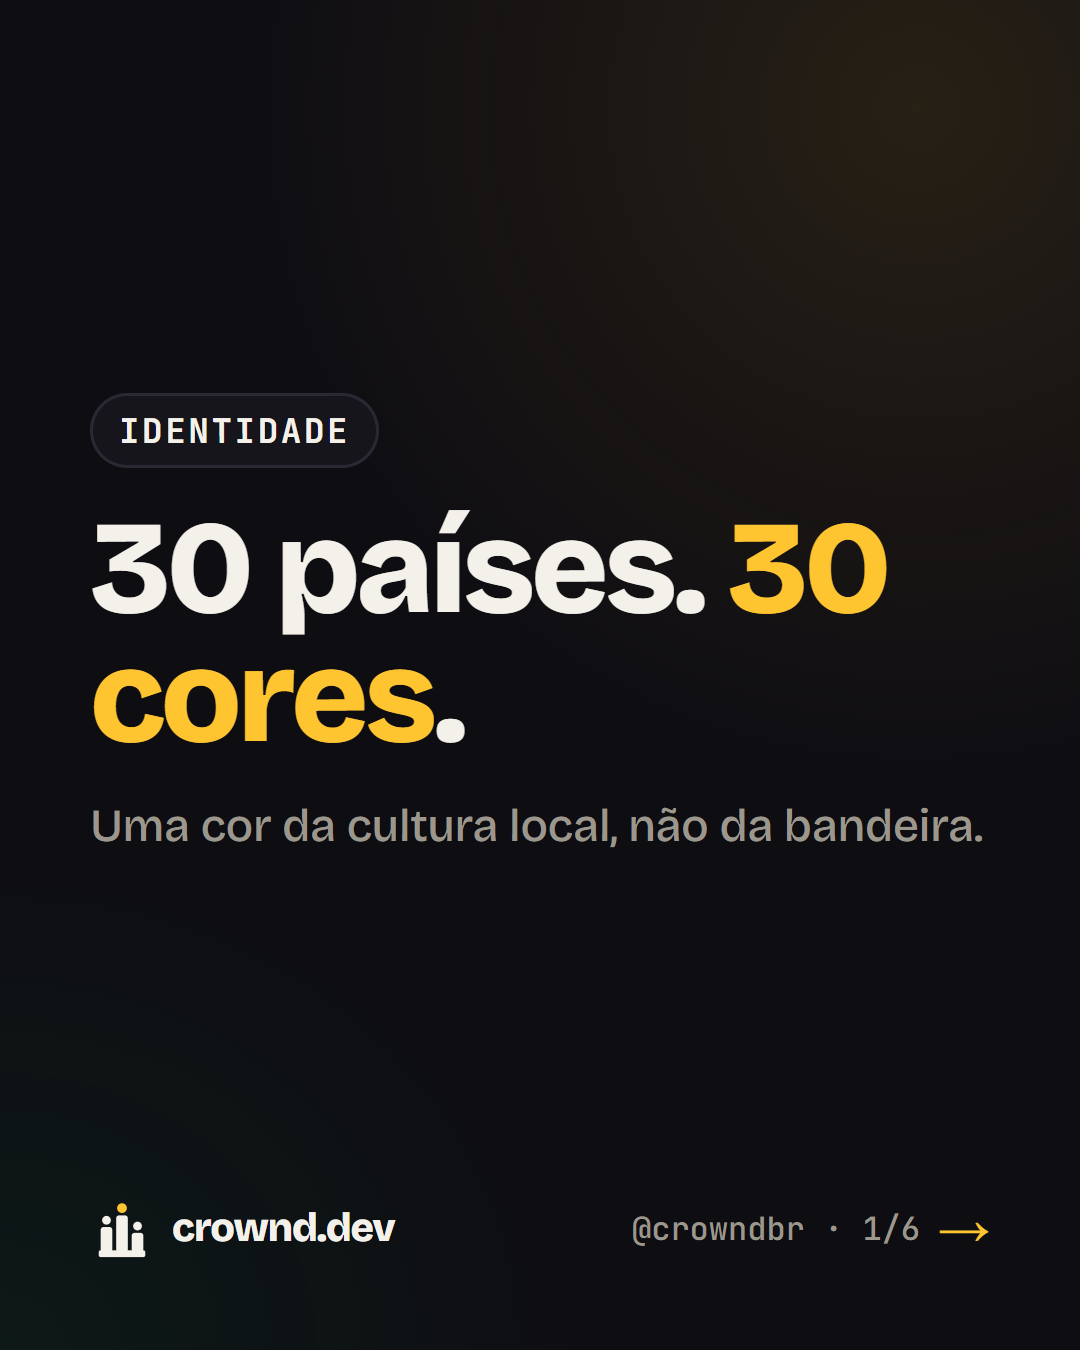 IDENTIDADE
30 países. 30
cores.
Uma cor da cultura local, não da bandeira.
crownd.dev
@crowndbr · 1/6 →